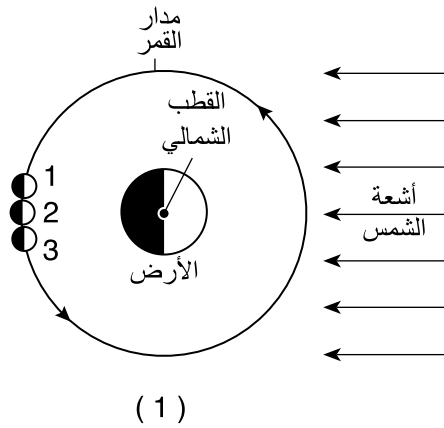 مدار
القمر
القطب
الشمالي
1
2
3
الأرض
أشعة
الشمس
( 1 )